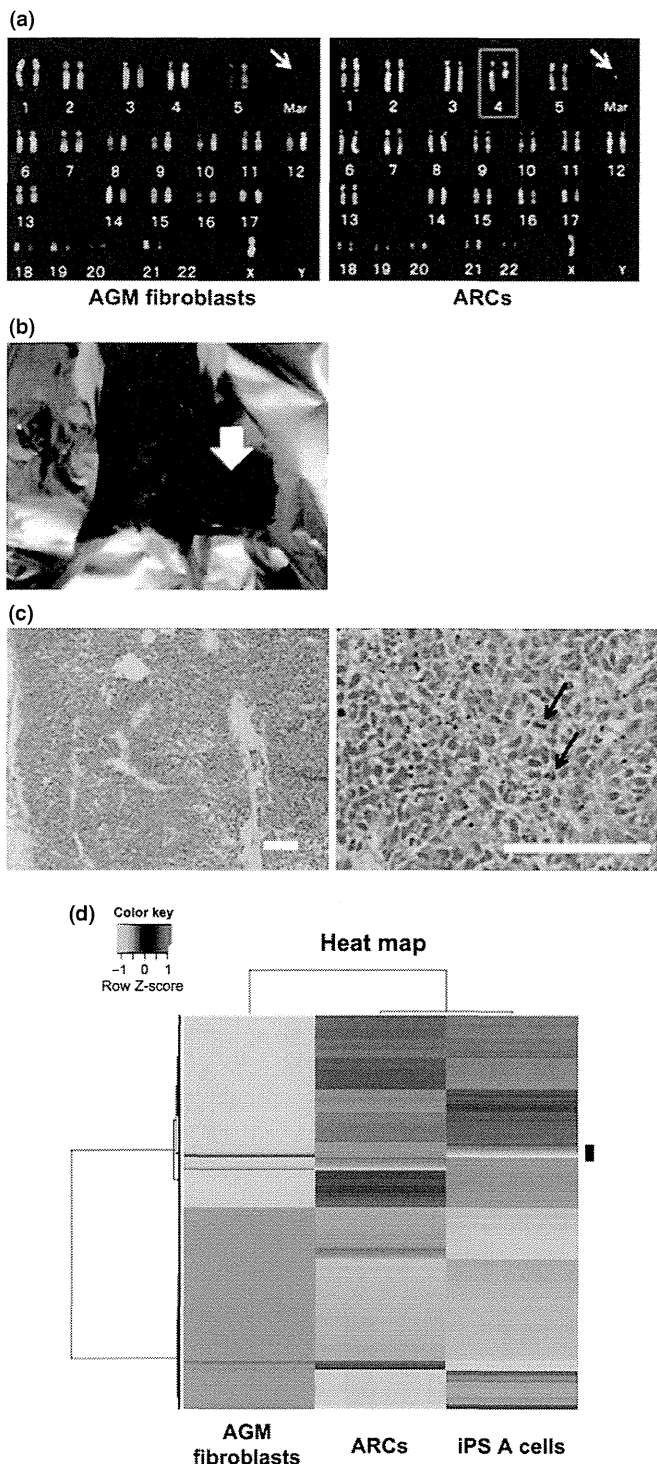 (a)
1 2 3 4 5 Mar
6 7 8 9 10 11 12
13 14 15 16 17
18 19 20 21 22 X Y
AGM fibroblasts
1 2 3 4 5 Mar
6 7 8 9 10 11 12
13 14 15 16 17
18 19 20 21 22 X Y
ARCs
(b)
(c)
(d)
Color key
−1 0 1
Row Z-score
Heat map
AGM
fibroblasts
ARCs
iPS A cells